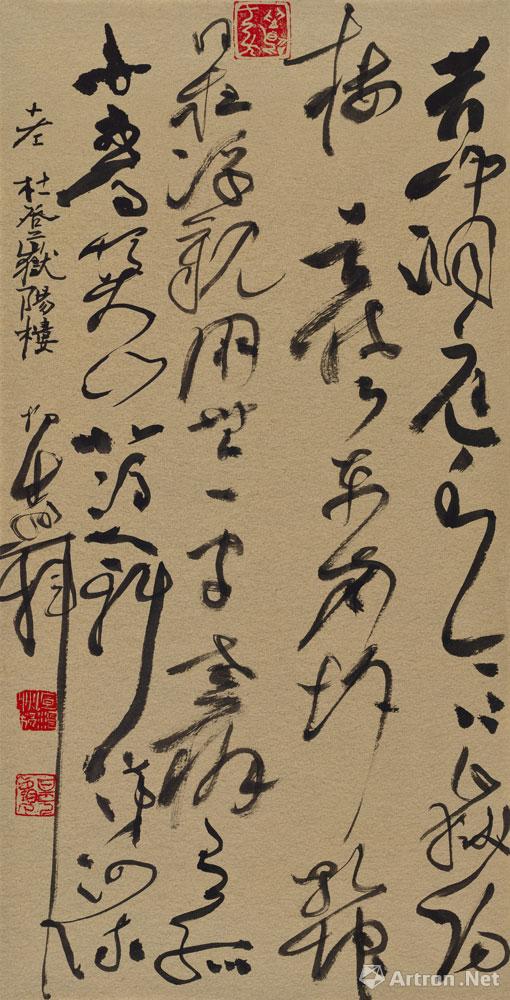 昔聞洞庭水今上嶽陽
樓吳楚東南坼乾坤
日夜浮親朋無一字老病有孤
舟戎馬關山北憑軒涕泗流
老杜登嶽陽樓
Artron.Net